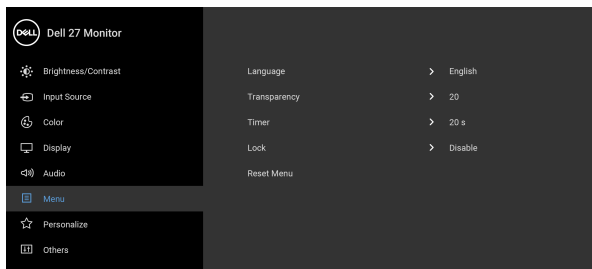 DELL Dell 27 Monitor
Brightness/Contrast
Input Source
Color
Display
Audio
Menu
Personalize
Others
Language > English
Transparency > 20
Timer > 20 s
Lock > Disable
Reset Menu